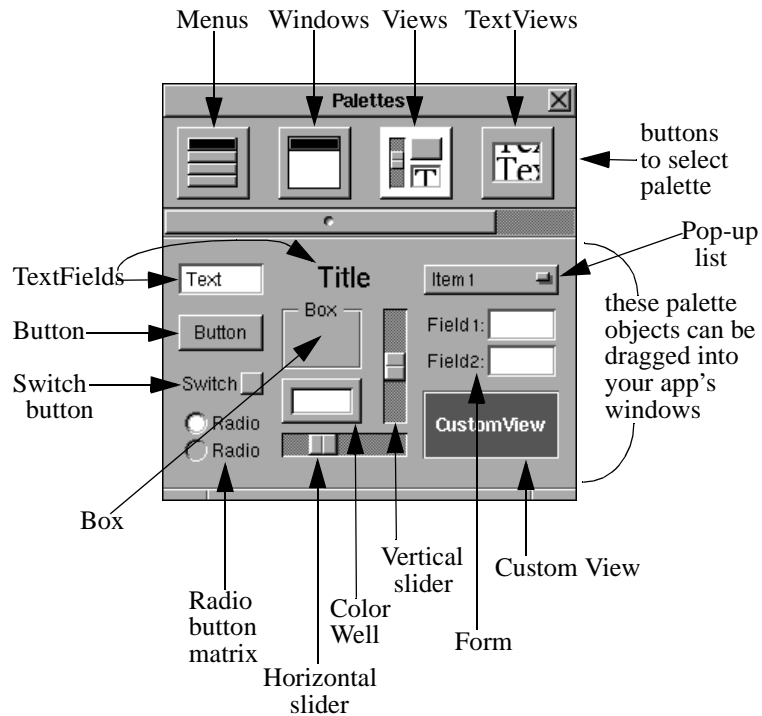 Menus Windows Views TextViews
Palettes
Tex
Tex
T
buttons
to select
palette
Pop-up
list
TextFields
Text
Title
Item 1
Button
Button
Box
Field1:
Field2:
these palette
objects can be
dragged into
your app's
windows
Switch
button
Switch
Radio
Radio
CustomView
Box
Vertical
slider
Custom View
Radio
button
matrix
Color
Well
Form
Horizontal
slider